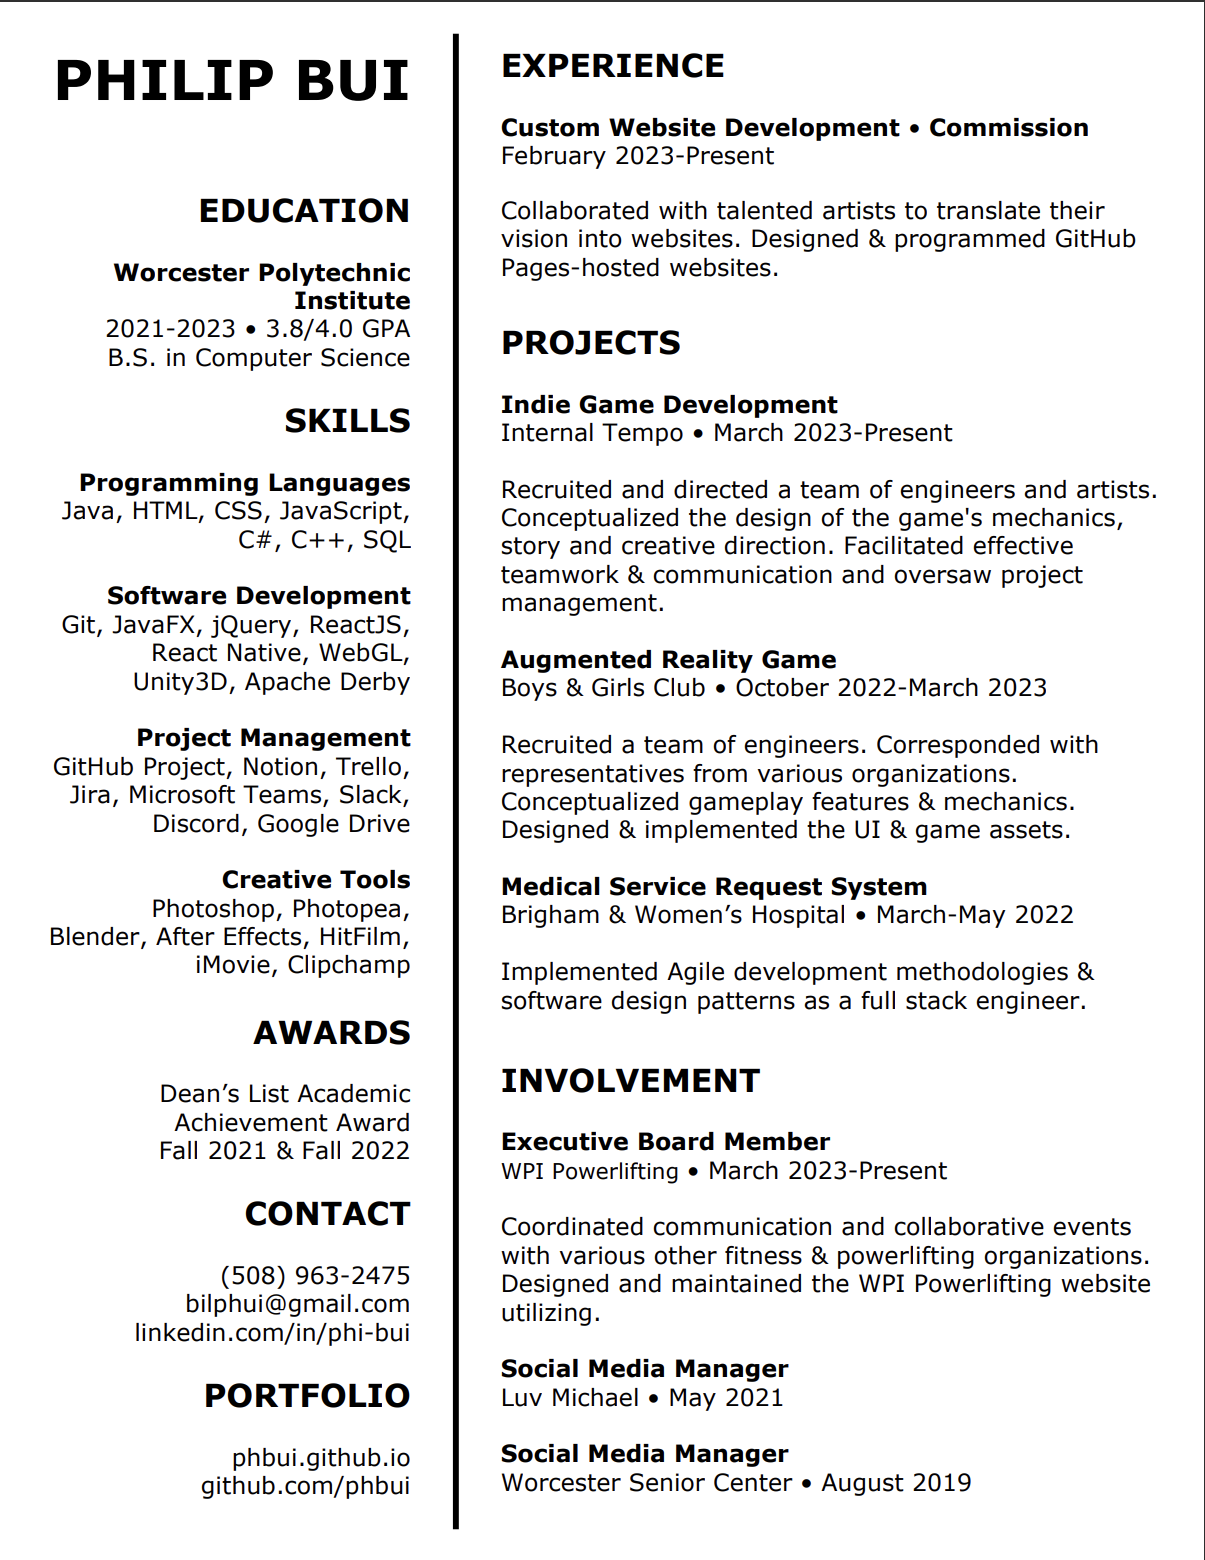 PHILIP BUI
EDUCATION
Worcester Polytechnic
Institute
2021-2023 • 3.8/4.0 GPA
B.S. in Computer Science
SKILLS
Programming Languages
Java, HTML, CSS, JavaScript,
C#, C++, SQL
Software Development
Git, JavaFX, jQuery, ReactJS,
React Native, WebGL,
Unity3D, Apache Derby
Project Management
GitHub Project, Notion, Trello,
Jira, Microsoft Teams, Slack,
Discord, Google Drive
Creative Tools
Photoshop, Photopea,
Blender, After Effects, HitFilm,
iMovie, Clipchamp
AWARDS
Dean’s List Academic
Achievement Award
Fall 2021 & Fall 2022
CONTACT
(508) 963-2475
bilphui@gmail.com
linkedin.com/in/phi-bui
PORTFOLIO
phbui.github.io
github.com/phbui
EXPERIENCE
Custom Website Development • Commission
February 2023-Present
Collaborated with talented artists to translate their
vision into websites. Designed & programmed GitHub
Pages-hosted websites.
PROJECTS
Indie Game Development
Internal Tempo • March 2023-Present
Recruited and directed a team of engineers and artists.
Conceptualized the design of the game's mechanics,
story and creative direction. Facilitated effective
teamwork & communication and oversaw project
management.
Augmented Reality Game
Boys & Girls Club • October 2022-March 2023
Recruited a team of engineers. Corresponded with
representatives from various organizations.
Conceptualized gameplay features & mechanics.
Designed & implemented the UI & game assets.
Medical Service Request System
Brigham & Women’s Hospital • March-May 2022
Implemented Agile development methodologies &
software design patterns as a full stack engineer.
INVOLVEMENT
Executive Board Member
WPI Powerlifting • March 2023-Present
Coordinated communication and collaborative events
with various other fitness & powerlifting organizations.
Designed and maintained the WPI Powerlifting website
utilizing.
Social Media Manager
Luv Michael • May 2021
Social Media Manager
Worcester Senior Center • August 2019